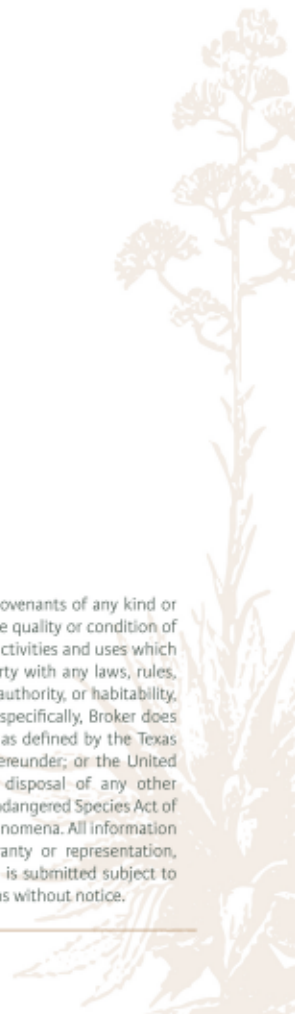 ovenants of any kind or
e quality or condition of
ctivities and uses which
rty with any laws, rules,
authority, or habitability,
specifically, Broker does
as defined by the Texas
ereunder; or the United
disposal of any other
dangered Species Act of
nomena. All information
anty or representation,
is submitted subject to
ns without notice.